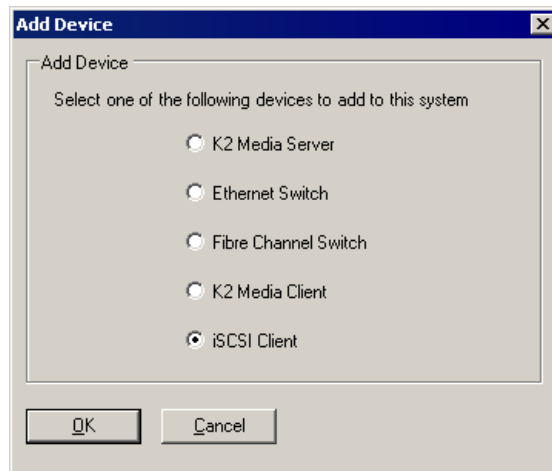 Add Device
Add Device
Select one of the following devices to add to this system
K2 Media Server
Ethernet Switch
Fibre Channel Switch
K2 Media Client
iSCSI Client
OK
Cancel